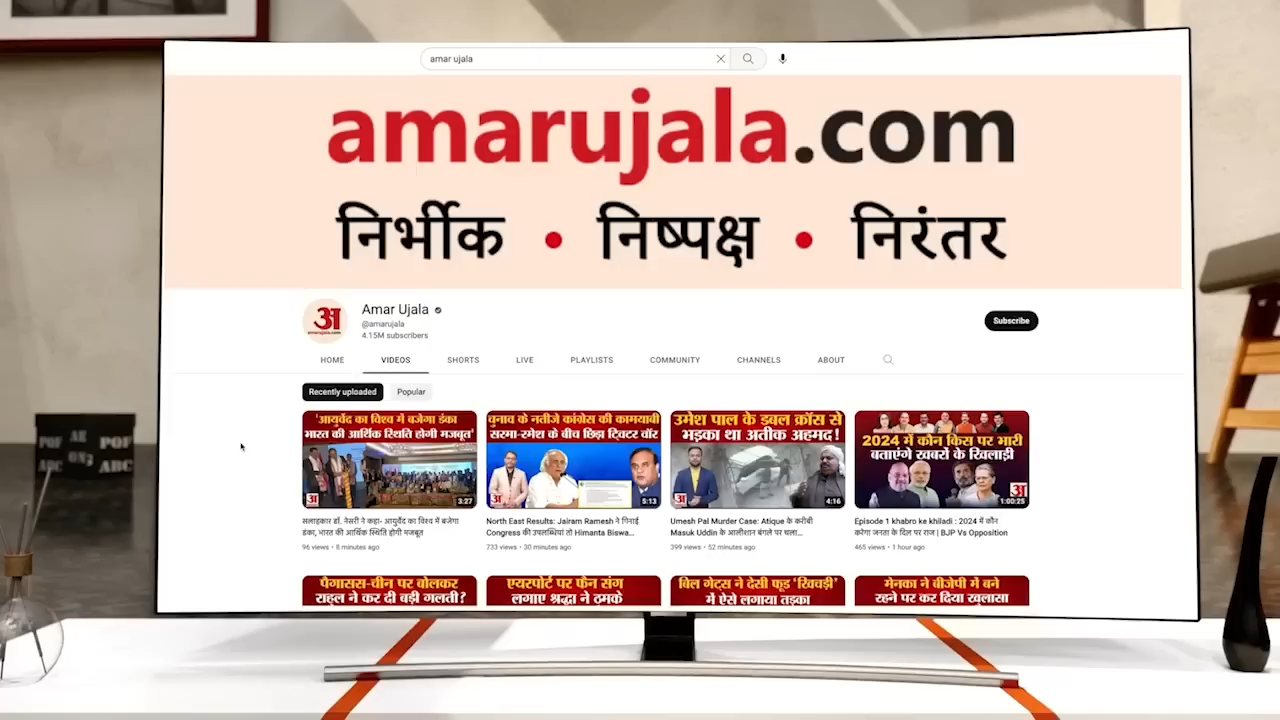 amar ujala
amarujala.com
निर्भीक • निष्पक्ष • निरंतर
अ
amarujala.com
Amar Ujala
@amarujala
4.15M subscribers
Subscribe
HOME VIDEOS SHORTS LIVE PLAYLISTS COMMUNITY CHANNELS ABOUT
Recently uploaded Popular
'आयुर्वेद का विश्व में बजेगा डंका
भारत की आर्थिक स्थिति होगी मजबूत'
अ
3:27
सलाहकार डॉ. नेसरी ने कहा- आयुर्वेद का विश्व में बजेगा
डंका, भारत की आर्थिक स्थिति होगी मजबूत
96 views • 8 minutes ago
चुनाव के नतीजे कांग्रेस की कामयाबी
सरमा-रमेश के बीच छिड़ा ट्विटर वॉर
अ
5:13
North East Results: Jairam Ramesh ने गिनाई
Congress की उपलब्धियां तो Himanta Biswa...
733 views • 30 minutes ago
उमेश पाल के डबल क्रॉस से
भड़का था अतीक अहमद!
अ
4:16
Umesh Pal Murder Case: Atique के करीबी
Masuk Uddin के आलीशान बंगले पर चला...
399 views • 52 minutes ago
2024 में कौन किस पर भारी
बताएंगे खबरों के खिलाड़ी
अ
1:00:25
Episode 1 khabro ke khiladi : 2024 में कौन
करेगा जनता के दिल पर राज | BJP Vs Opposition
465 views • 1 hour ago
पैगासस-चीन पर बोलकर
राहुल ने कर दी बड़ी गलती?
एयरपोर्ट पर फैन संग
लगाए श्रद्धा ने ठुमके
बिल गेट्स ने देसी फूड 'खिचड़ी'
में ऐसे लगाया तड़का
मेनका ने बीजेपी में बने
रहने पर कर दिया खुलासा